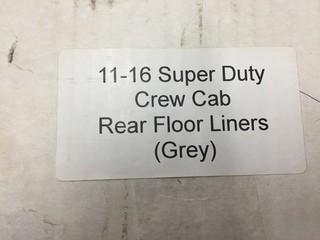 11-16 Super Duty
Crew Cab
Rear Floor Liners
(Grey)